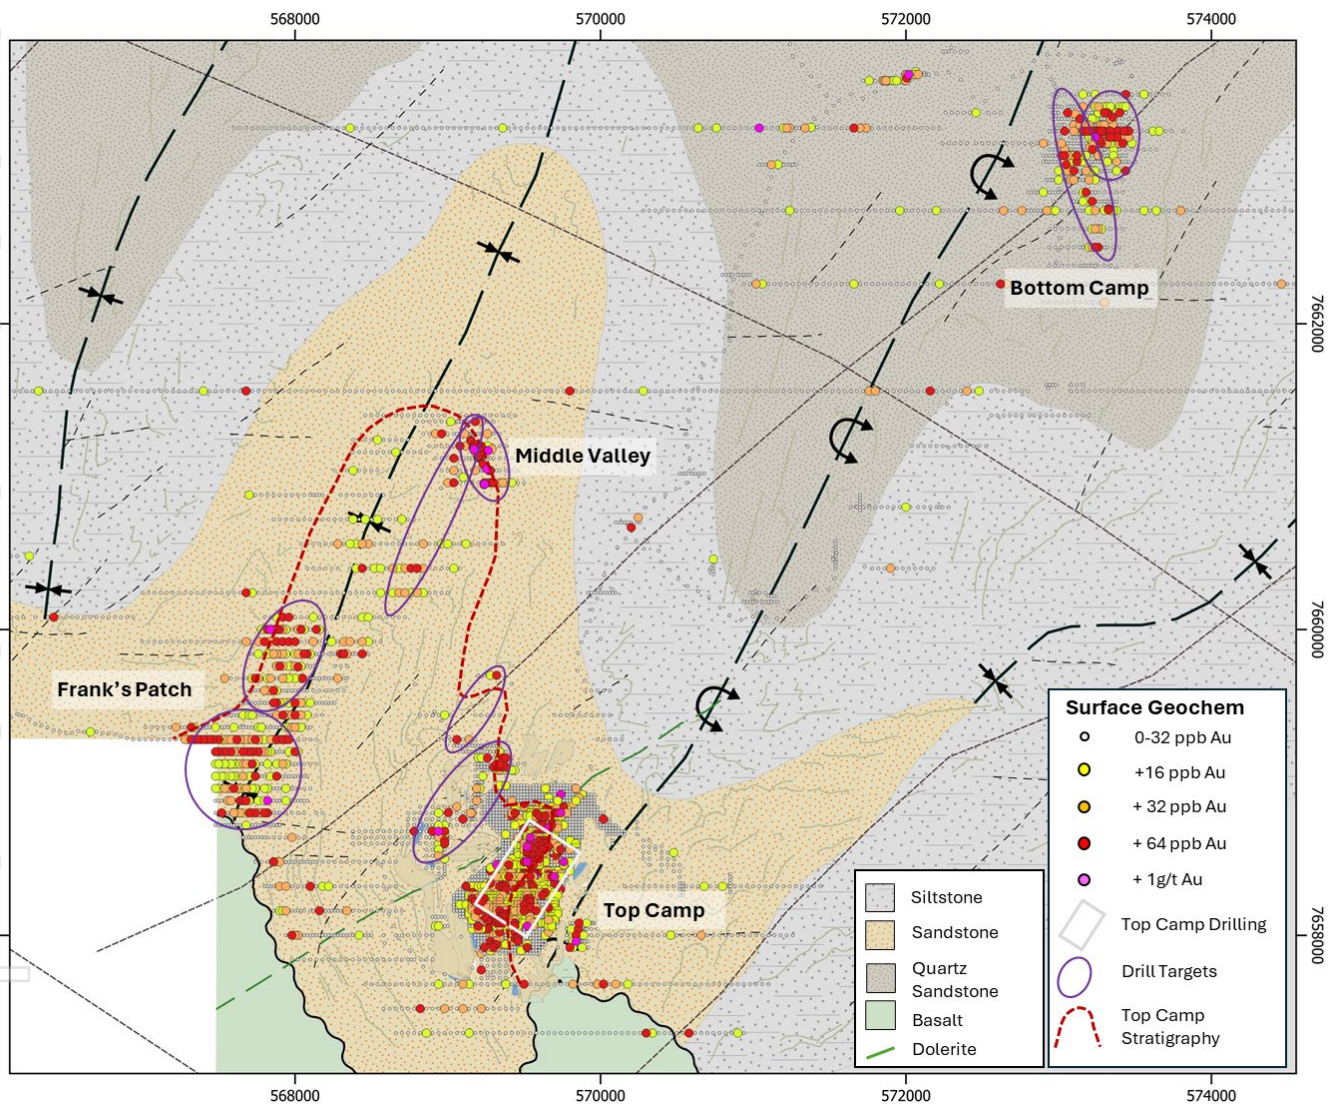 568000
570000
572000
574000
Bottom Camp
7662000
Middle Valley
7660000
Frank's Patch
Top Camp
7658000
Surface Geochem
0-32 ppb Au
+16 ppb Au
+ 32 ppb Au
+ 64 ppb Au
+ 1g/t Au
Top Camp Drilling
Drill Targets
Top Camp
Stratigraphy
Siltstone
Sandstone
Quartz
Sandstone
Basalt
Dolerite
568000
570000
572000
574000